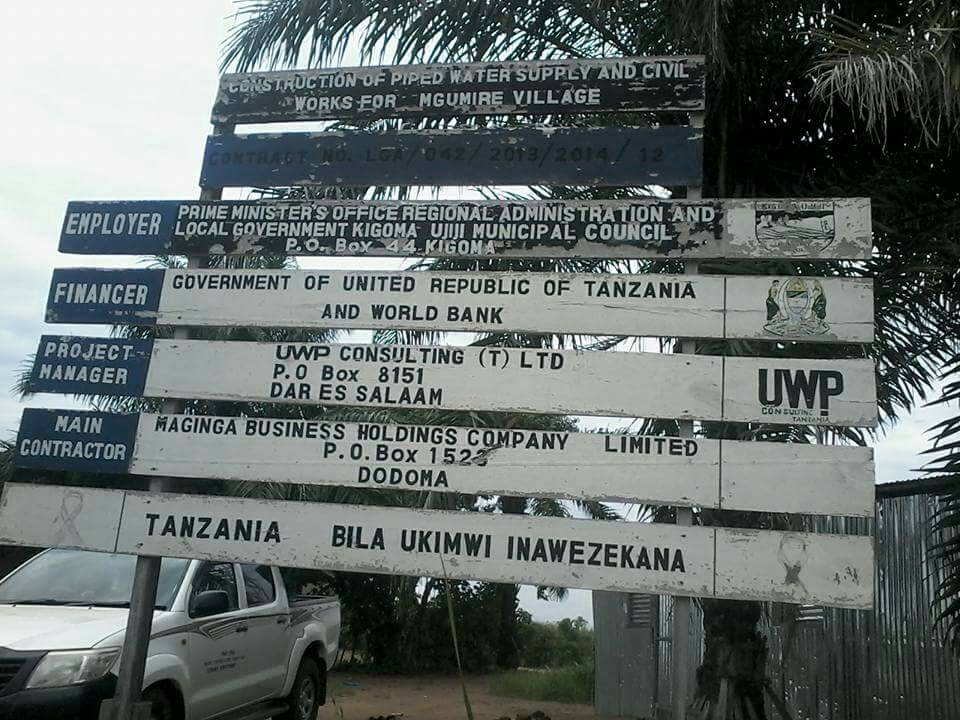 CONSTRUCTION OF PIPED WATER SUPPLY AND CIVIL
WORKS FOR MGUMIRE VILLAGE
CONTRACT NO. LGA/042/2013/2014/12
EMPLOYER
PRIME MINISTER'S OFFICE REGIONAL ADMINISTRATION AND
LOCAL GOVERNMENT KIGOMA UJIJI MUNICIPAL COUNCIL
P.O. Box 44 KIGOMA
FINANCER
GOVERNMENT OF UNITED REPUBLIC OF TANZANIA
AND WORLD BANK
PROJECT
MANAGER
UWP CONSULTING (T) LTD
P.O Box 8151
DAR ES SALAAM
UWP
CONSULTING
TANZANIA
MAIN
CONTRACTOR
MAGINGA BUSINESS HOLDINGS COMPANY LIMITED
P.O.Box 1522
DODOMA
TANZANIA BILA UKIMWI INAWEZEKANA